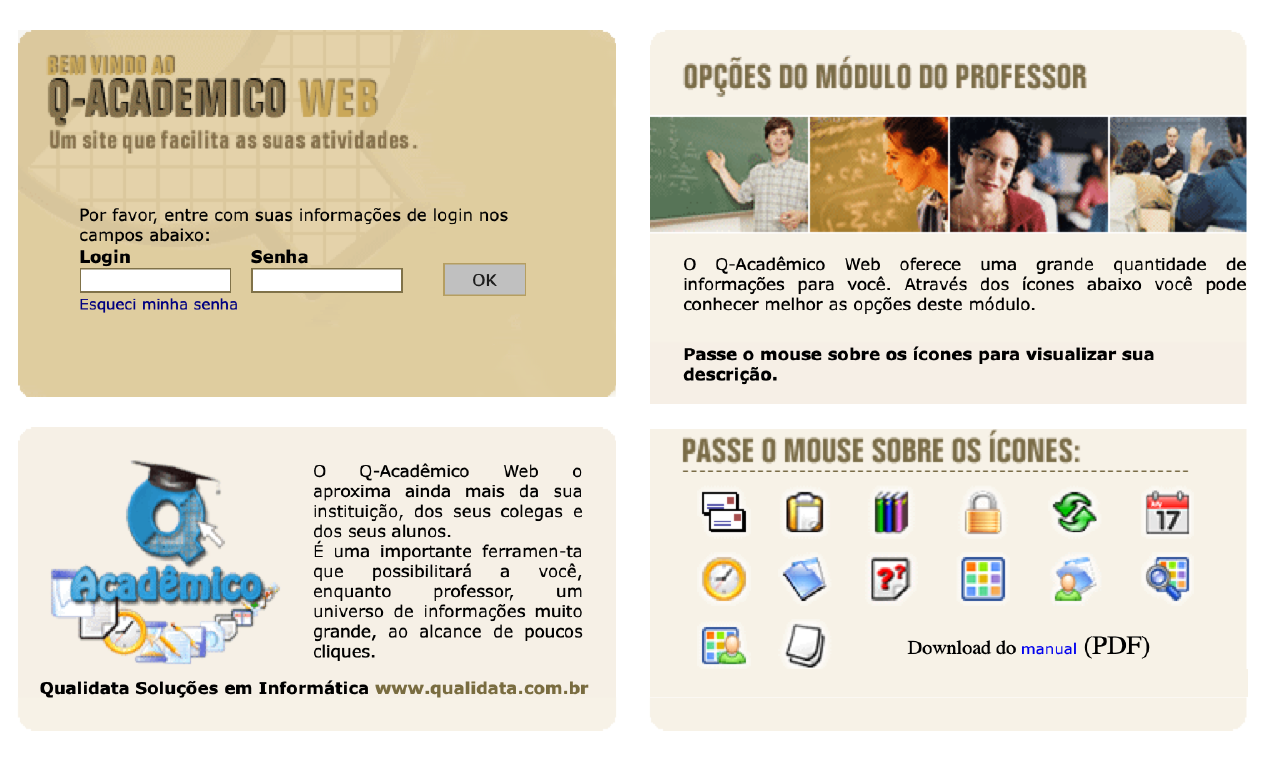 BEM VINDO AO
Q-ACADEMICO WEB
Um site que facilita as suas atividades.
Por favor, entre com suas informações de login nos
campos abaixo:
Login Senha
OK
Esqueci minha senha
OPÇÕES DO MÓDULO DO PROFESSOR
O Q-Acadêmico Web oferece uma grande quantidade de
informações para você. Através dos ícones abaixo você pode
conhecer melhor as opções deste módulo.
Passe o mouse sobre os ícones para visualizar sua
descrição.
Q
Acadêmico
O Q-Acadêmico Web o
aproxima ainda mais da sua
instituição, dos seus colegas e
dos seus alunos.
É uma importante ferramen-ta
que possibilitará a você,
enquanto professor, um
universo de informações muito
grande, ao alcance de poucos
cliques.
Qualidata Soluções em Informática www.qualidata.com.br
PASSE O MOUSE SOBRE OS ÍCONES:
17
??
Download do manual (PDF)